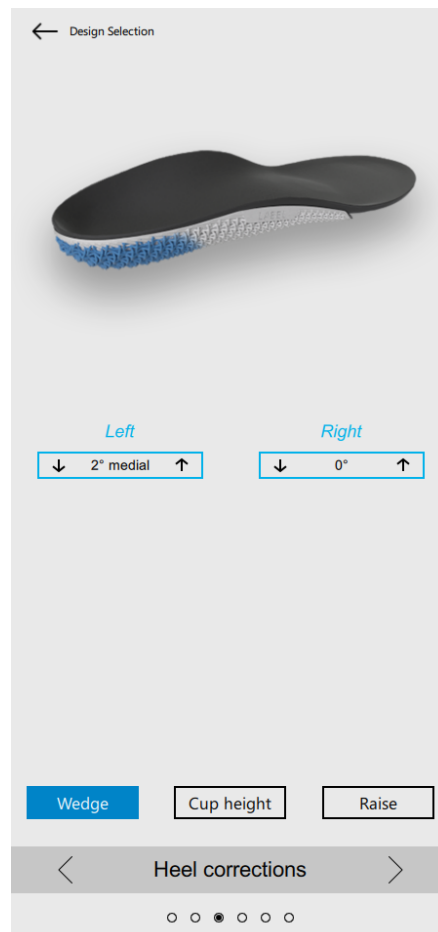 Design Selection
Left Right
2° medial 0°
Wedge Cup height Raise
Heel corrections